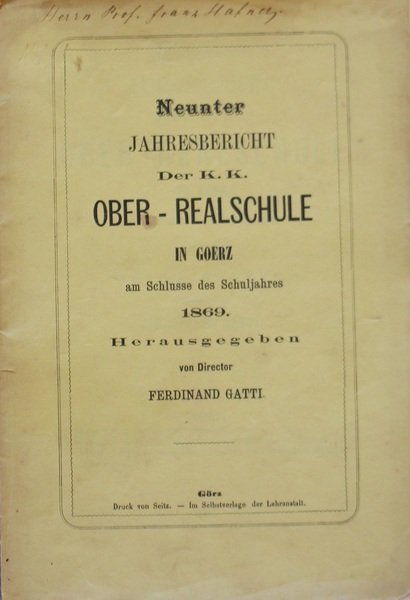 Herrn Prof. Franz Hafner
Neunter
JAHRESBERICHT
Der K. K.
OBER - REALSCHULE
IN GOERZ
am Schlusse des Schuljahres
1869.
Herausgegeben
von Director
FERDINAND GATTI.
Görz
Druck von Seitz. — Im Selbstverlage der Lehranstalt.